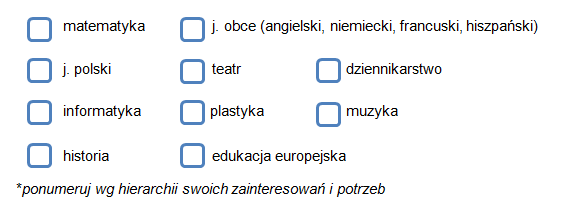 matematyka j. obce (angielski, niemiecki, francuski, hiszpański)
j. polski teatr dziennikarstwo
informatyka plastyka muzyka
historia edukacja europejska
*ponumeruj wg hierarchii swoich zainteresowań i potrzeb